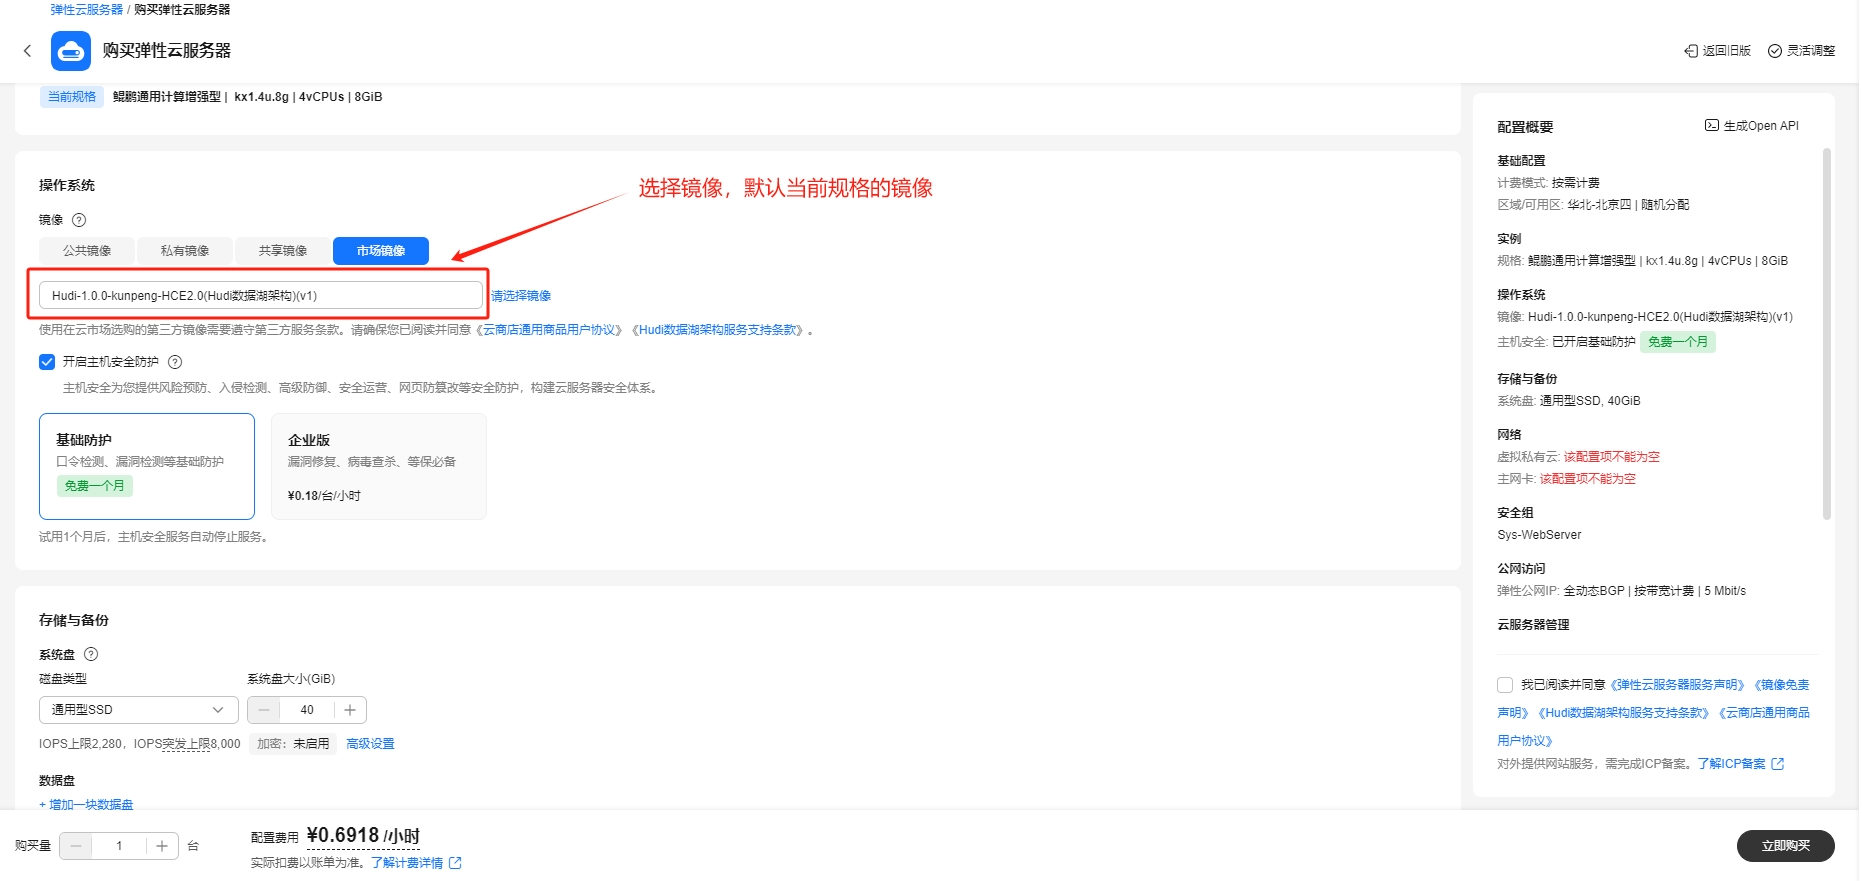 弹性云服务器 / 购买弹性云服务器
购买弹性云服务器
返回旧版 灵活调整
当前规格 鲲鹏通用计算增强型 | kx1.4u.8g | 4vCPUs | 8GiB
操作系统
选择镜像，默认当前规格的镜像
镜像
公共镜像 私有镜像 共享镜像 市场镜像
Hudi-1.0.0-kunpeng-HCE2.0(Hudi数据湖架构)(v1) 请选择镜像
使用在云市场选购的第三方镜像需要遵守第三方服务条款。请确保您已阅读并同意《云商店通用商品用户协议》《Hudi数据湖架构服务支持条款》。
开启主机安全防护
主机安全为您提供风险预防、入侵检测、高级防御、安全运营、网页防篡改等安全防护，构建云服务器安全体系。
基础防护
口令检测、漏洞检测等基础防护
免费一个月
企业版
漏洞修复、病毒查杀、等保必备
¥0.18/台/小时
试用1个月后，主机安全服务自动停止服务。
存储与备份
系统盘
磁盘类型 系统盘大小(GiB)
通用型SSD − 40 +
IOPS上限2,280，IOPS突发上限8,000 加密：未启用 高级设置
数据盘
+ 增加一块数据盘
配置概要 生成Open API
基础配置
计费模式: 按需计费
区域/可用区: 华北-北京四 | 随机分配
实例
规格: 鲲鹏通用计算增强型 | kx1.4u.8g | 4vCPUs | 8GiB
操作系统
镜像: Hudi-1.0.0-kunpeng-HCE2.0(Hudi数据湖架构)(v1)
主机安全: 已开启基础防护 免费一个月
存储与备份
系统盘: 通用型SSD, 40GiB
网络
虚拟私有云: 该配置项不能为空
主网卡: 该配置项不能为空
安全组
Sys-WebServer
公网访问
弹性公网IP: 全动态BGP | 按带宽计费 | 5 Mbit/s
云服务器管理
我已阅读并同意《弹性云服务器服务声明》《镜像免责
声明》《Hudi数据湖架构服务支持条款》《云商店通用商品
用户协议》
对外提供网站服务，需完成ICP备案。了解ICP备案
购买量 − 1 + 台
配置费用 ¥0.6918 /小时
实际扣费以账单为准。了解计费详情
立即购买